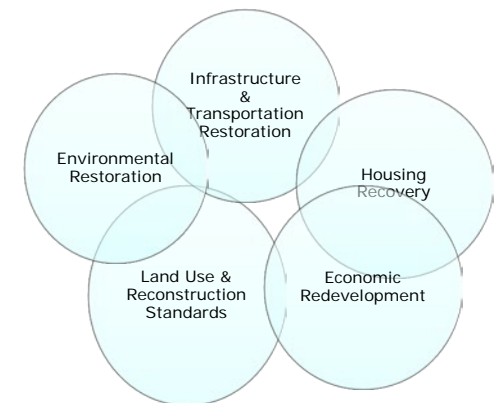 Infrastructure
&
Transportation
Restoration
Environmental
Restoration
Housing
Recovery
Land Use &
Reconstruction
Standards
Economic
Redevelopment